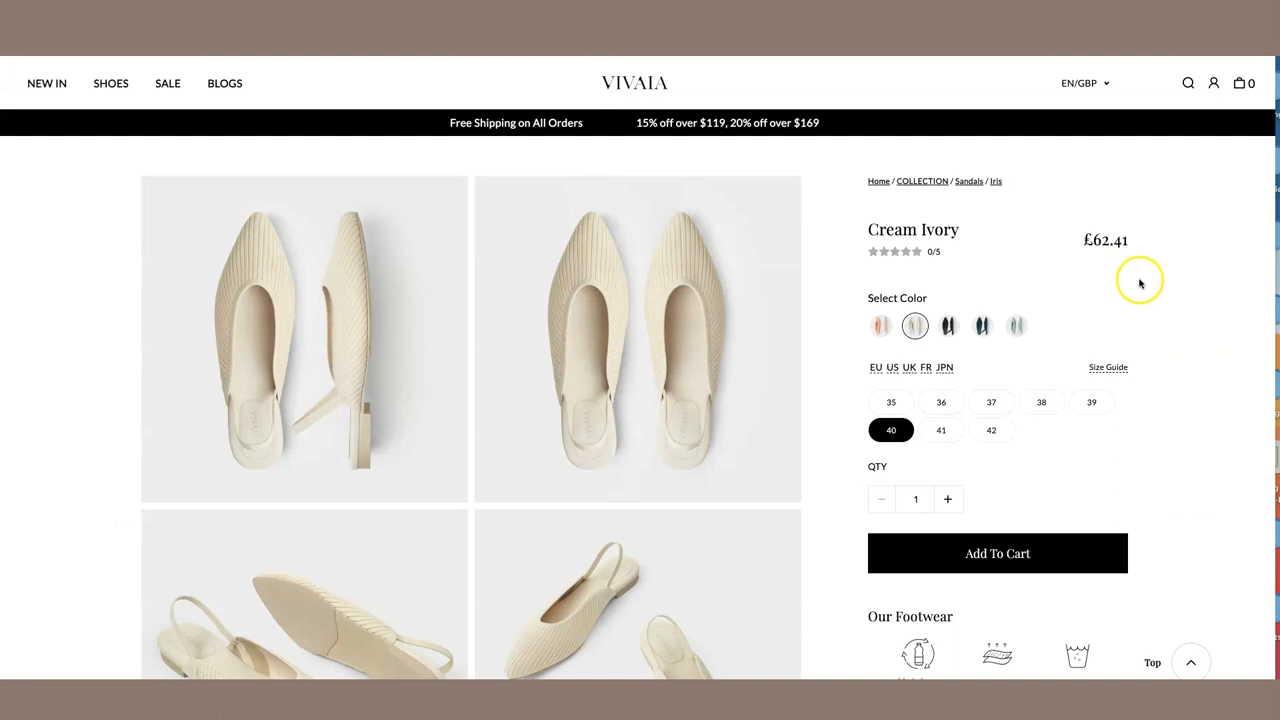 NEW IN SHOES SALE BLOGS VIVAIA EN/GBP 0
Free Shipping on All Orders 15% off over $119, 20% off over $169
Home / COLLECTION / Sandals / Iris
Cream Ivory
£62.41
0/5
Select Color
EU US UK FR JPN Size Guide
35 36 37 38 39
40 41 42
QTY
1
Add To Cart
Our Footwear
Top